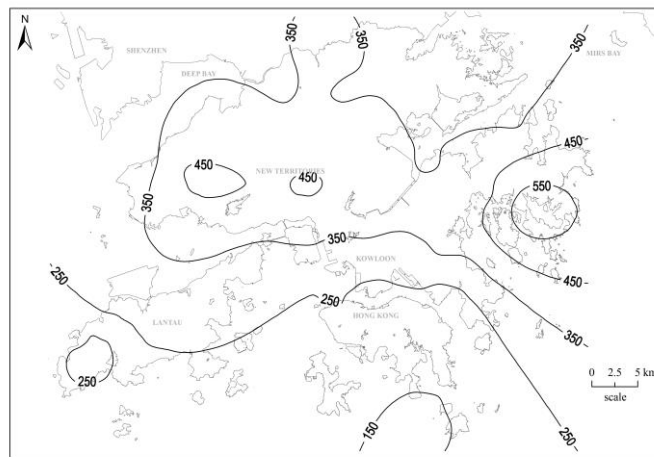 N
350
350
350
MIRS BAY
SHENZHEN
DEEP BAY
450
450
NEW TERRITORIES
450
550
350
350
KOWLOON
450
250
250
HONG KONG
LANTAU
350
250
150
250
0 2.5 5 km
scale